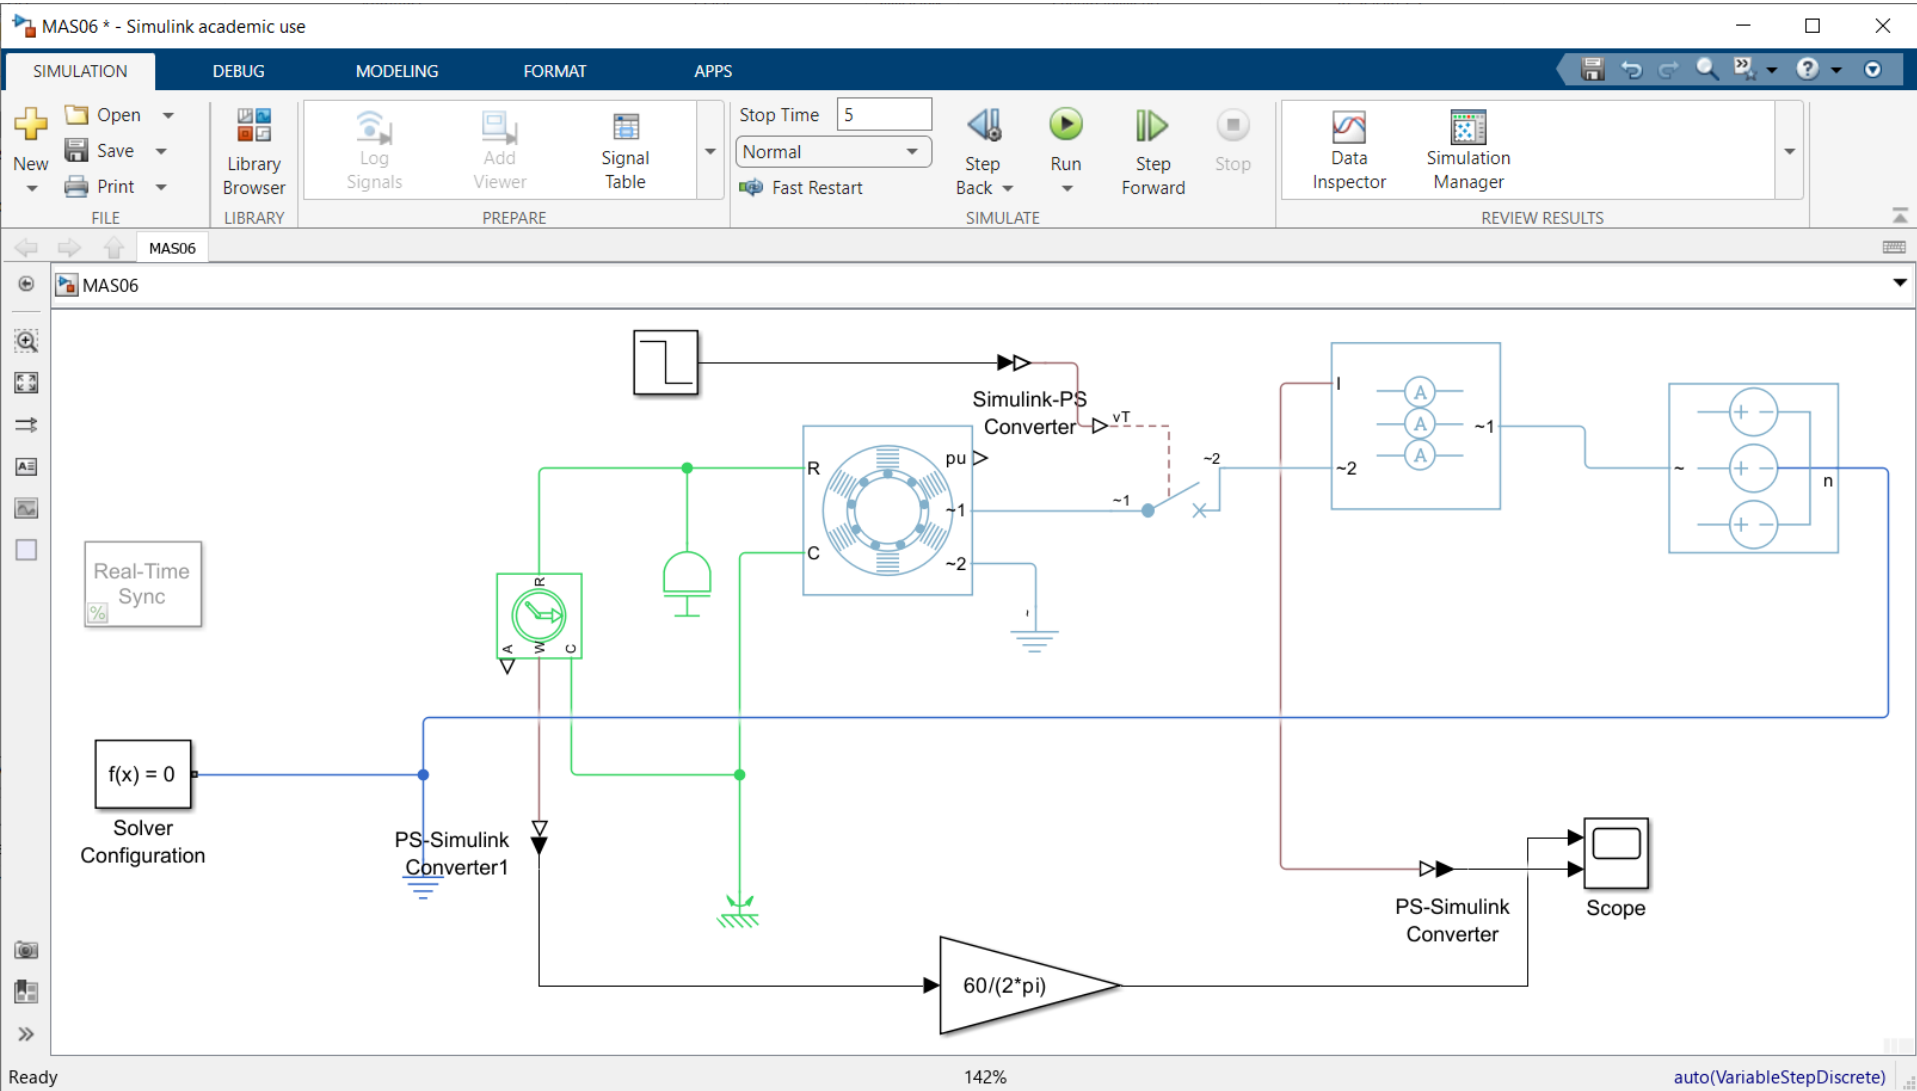 MAS06 * - Simulink academic use
SIMULATION
DEBUG
MODELING
FORMAT
APPS
New
Open
Save
Print
FILE
Library
Browser
LIBRARY
Log
Signals
Add
Viewer
Signal
Table
PREPARE
Stop Time
5
Normal
Fast Restart
Step
Back
Run
Step
Forward
Stop
SIMULATE
Data
Inspector
Simulation
Manager
REVIEW RESULTS
MAS06
MAS06
Simulink-PS
Converter
vT
R
C
pu
~1
~2
~1
~2
I
~2
~1
A
A
A
~
n
+ −
+ −
+ −
~
Real-Time
Sync
%
R
A
W
C
f(x) = 0
Solver
Configuration
PS-Simulink
Converter1
60/(2*pi)
PS-Simulink
Converter
Scope
Ready
142%
auto(VariableStepDiscrete)